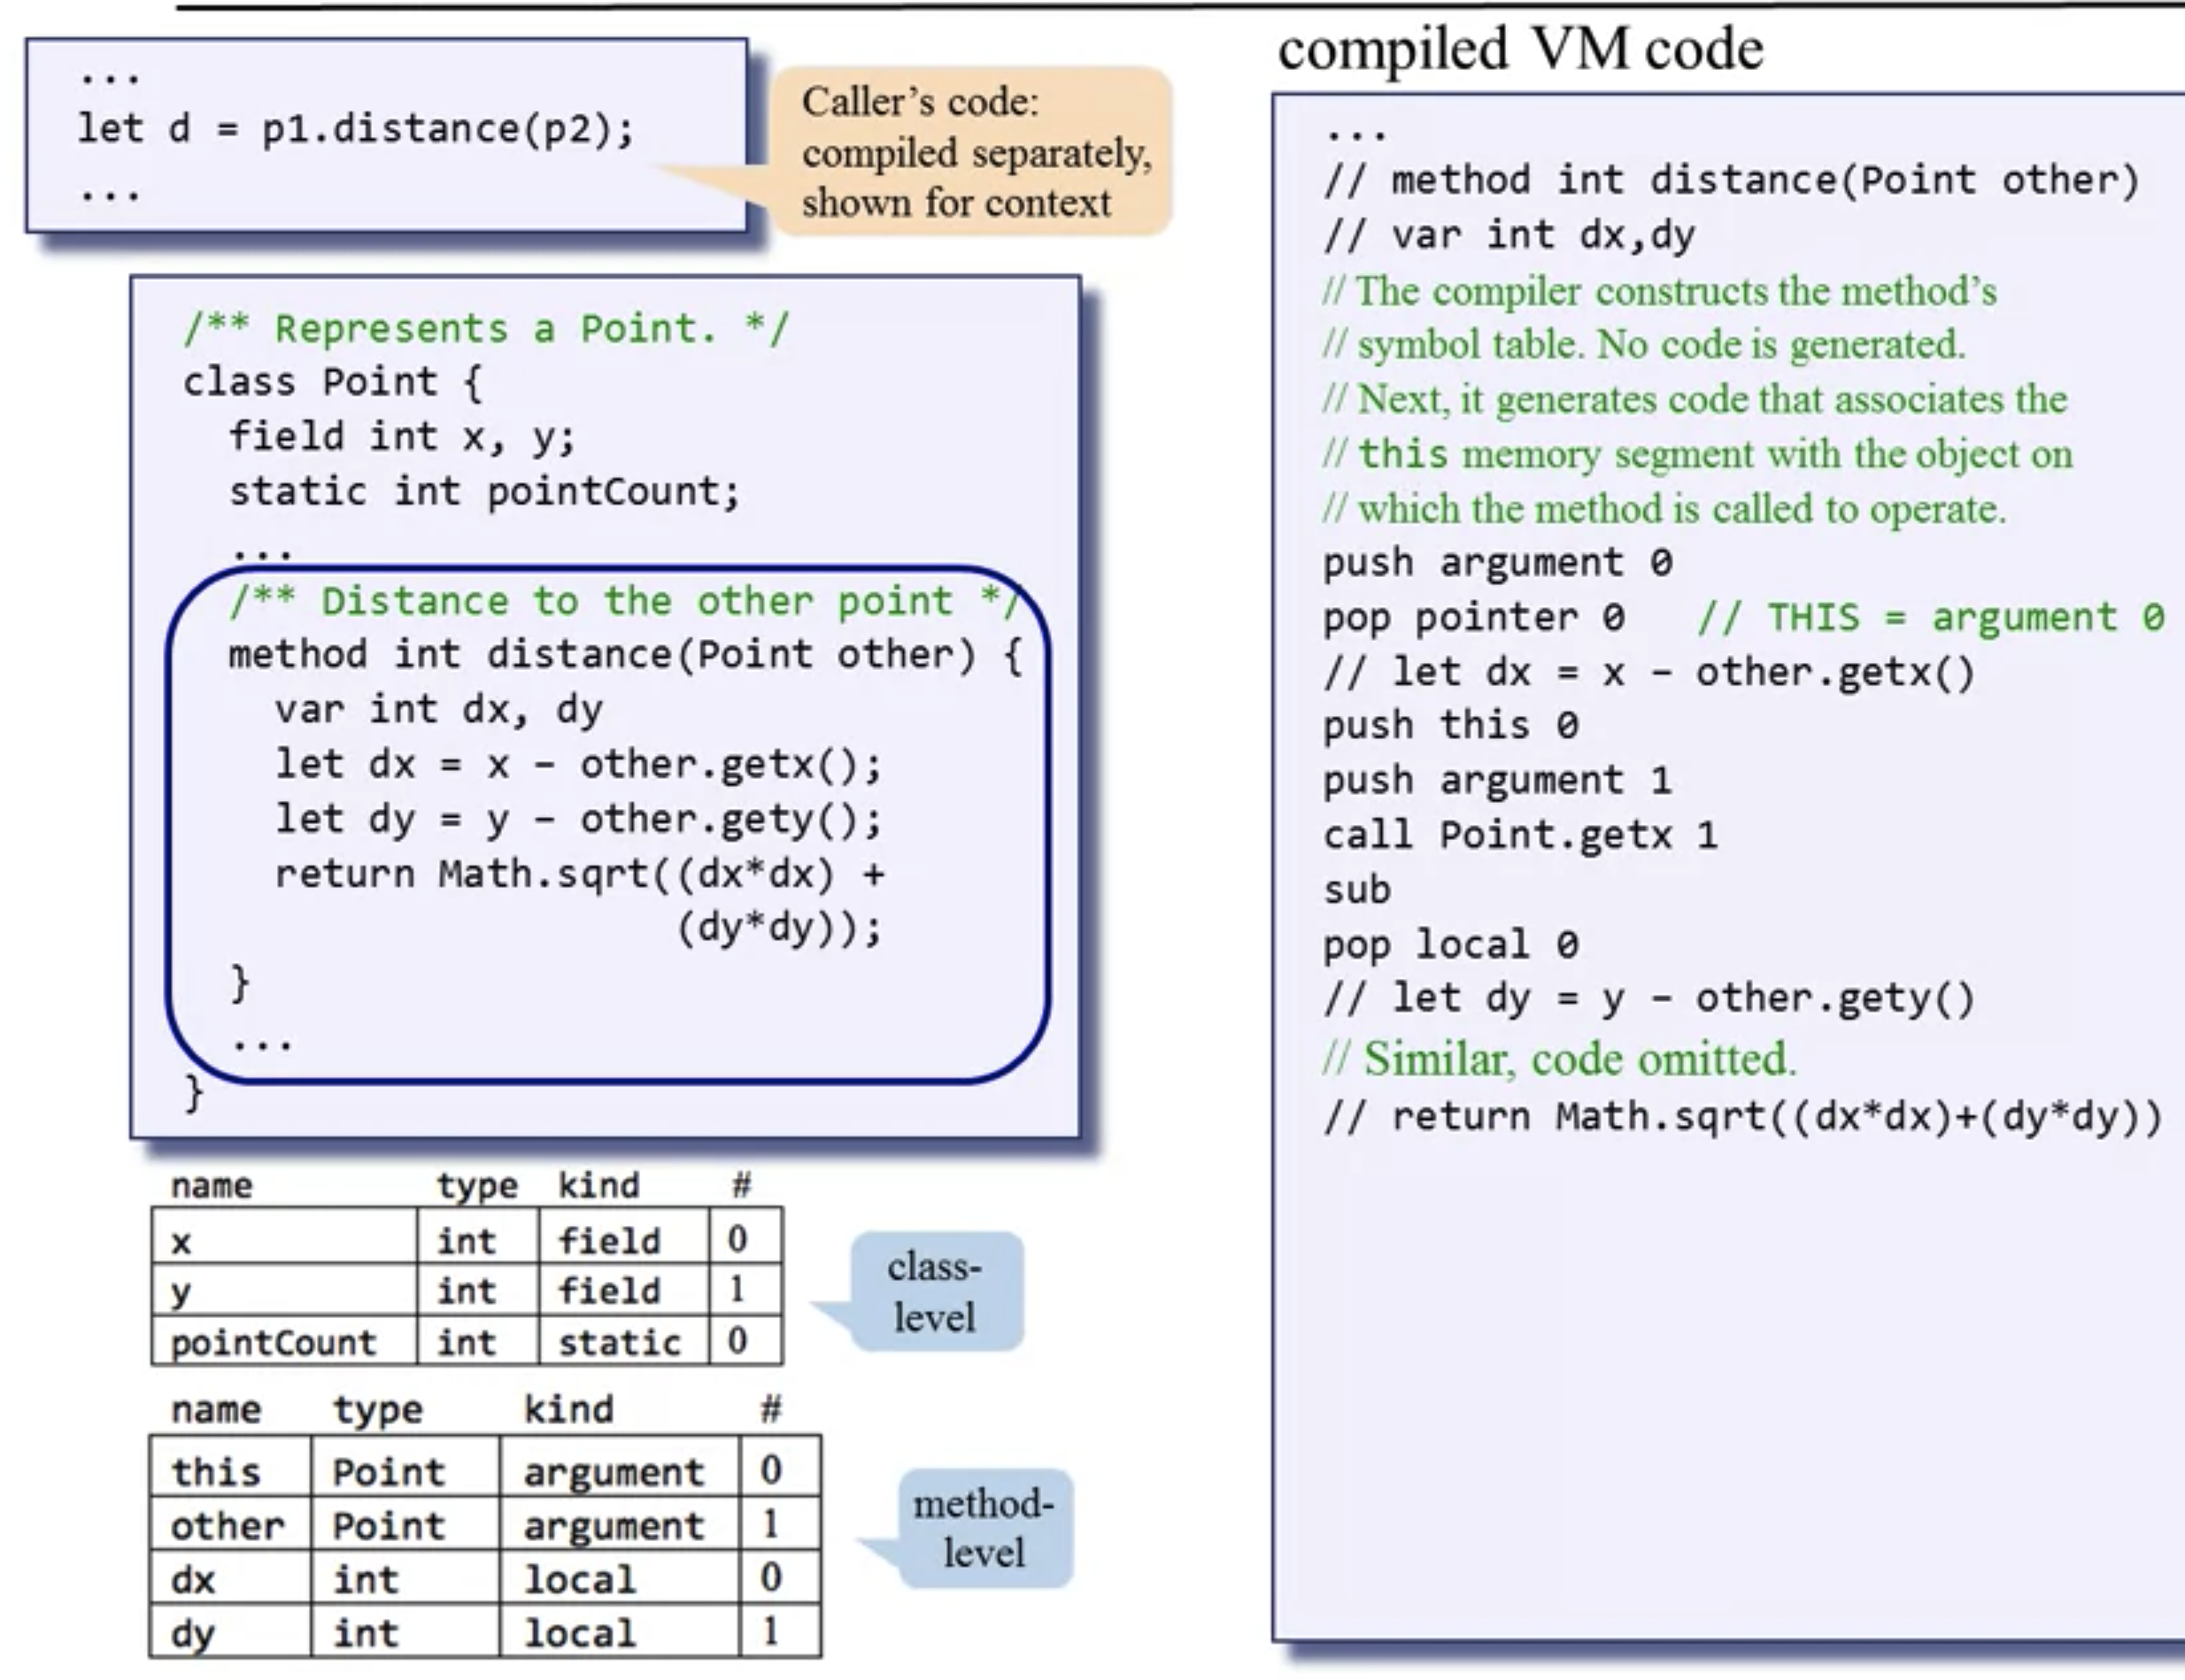 ...
let d = p1.distance(p2);
...
Caller's code:
compiled separately,
shown for context
/** Represents a Point. */
class Point {
field int x, y;
static int pointCount;
...
/** Distance to the other point */
method int distance(Point other) {
var int dx, dy
let dx = x - other.getx();
let dy = y - other.gety();
return Math.sqrt((dx*dx) +
(dy*dy));
}
...
}
name type kind #
x int field 0
y int field 1
pointCount int static 0
class-
level
name type kind #
this Point argument 0
other Point argument 1
dx int local 0
dy int local 1
method-
level
compiled VM code
...
// method int distance(Point other)
// var int dx,dy
// The compiler constructs the method's
// symbol table. No code is generated.
// Next, it generates code that associates the
// this memory segment with the object on
// which the method is called to operate.
push argument 0
pop pointer 0 // THIS = argument 0
// let dx = x - other.getx()
push this 0
push argument 1
call Point.getx 1
sub
pop local 0
// let dy = y - other.gety()
// Similar, code omitted.
// return Math.sqrt((dx*dx)+(dy*dy))